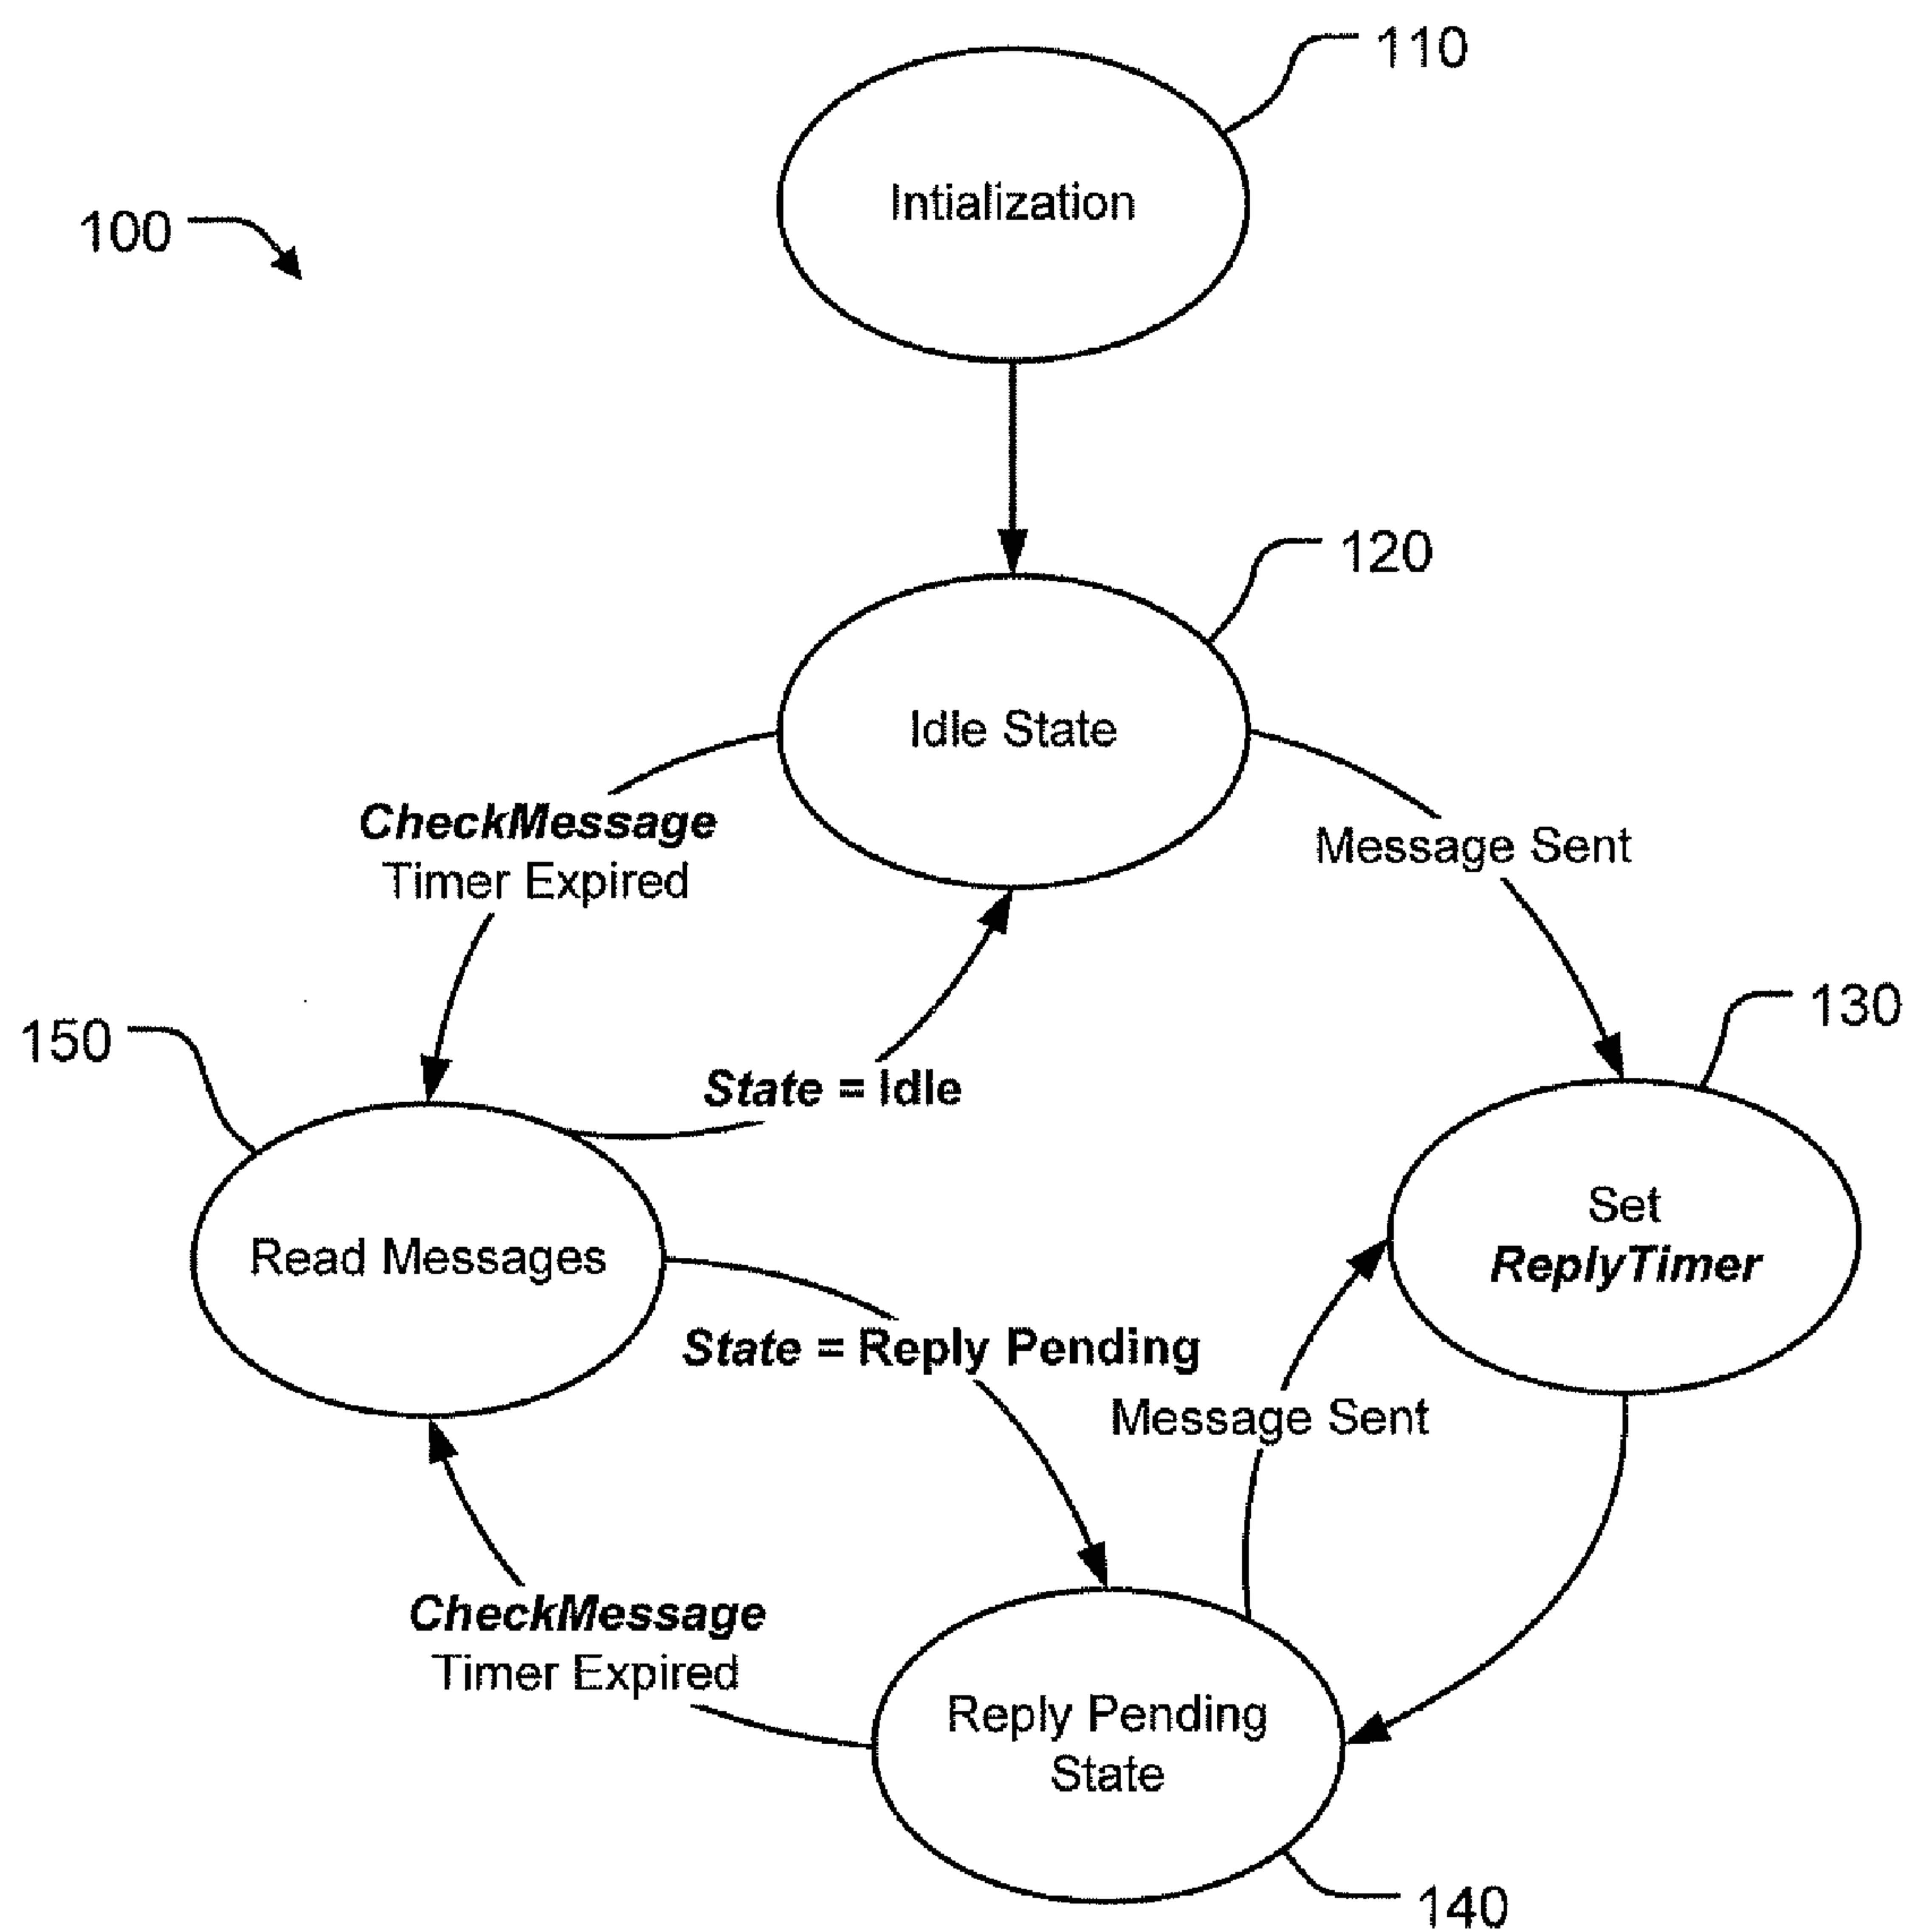 110
Intialization
100
120
Idle State
CheckMessage
Timer Expired
Message Sent
130
150
State = Idle
Set
ReplyTimer
Read Messages
State = Reply Pending
Message Sent
CheckMessage
Timer Expired
Reply Pending
State
140